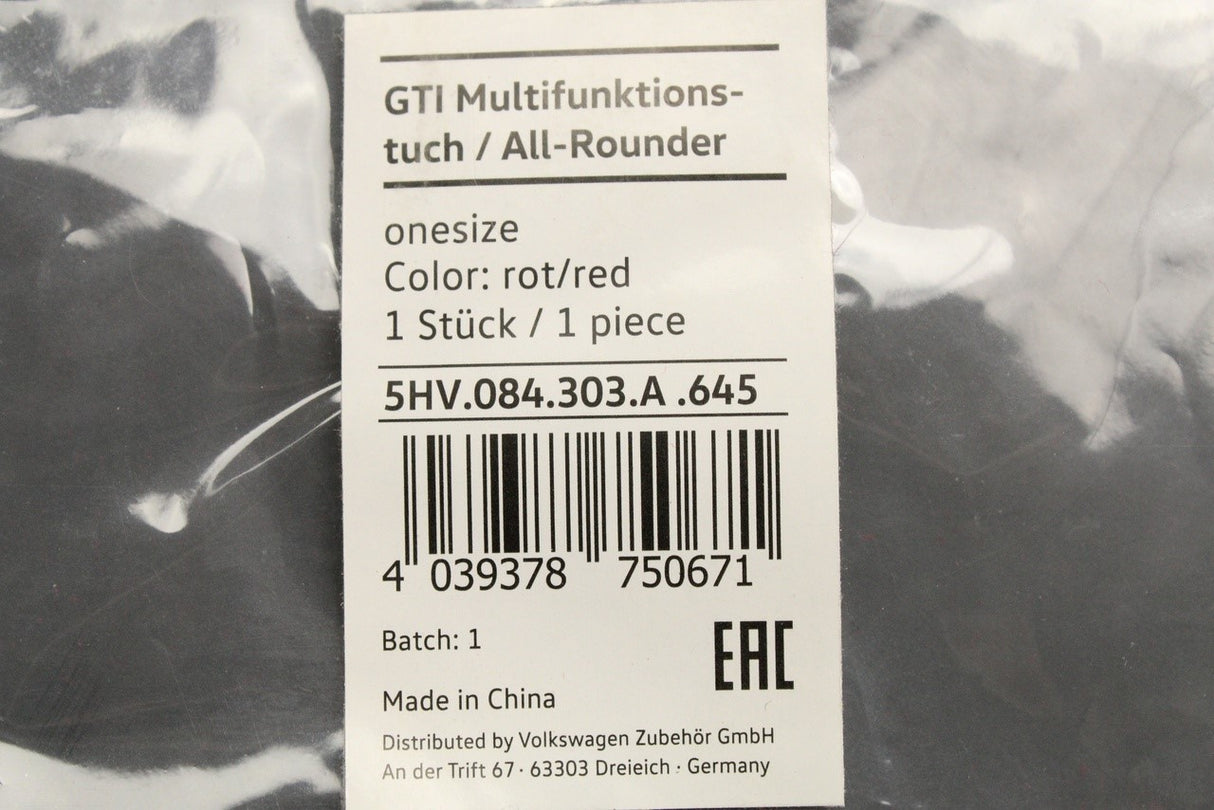 GTI Multifunktions-
tuch / All-Rounder
onesize
Color: rot/red
1 Stück / 1 piece
5HV.084.303.A .645
4 039378 750671
Batch: 1
EAC
Made in China
Distributed by Volkswagen Zubehör GmbH
An der Trift 67 · 63303 Dreieich · Germany